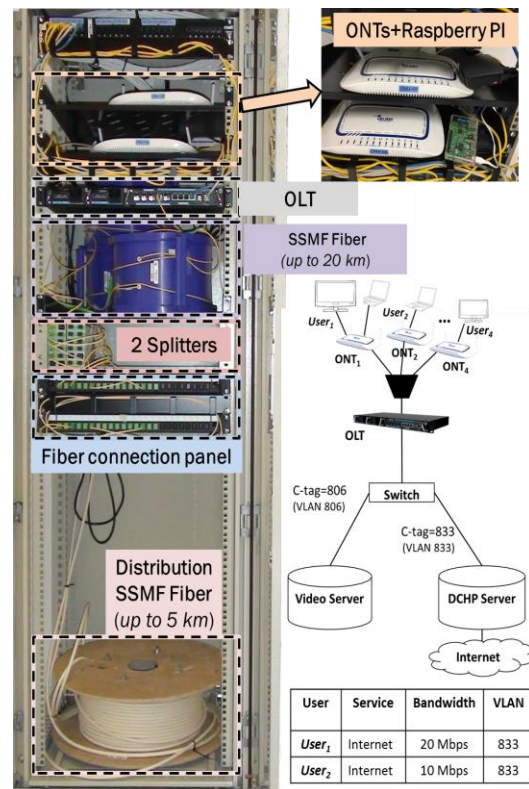 ONTs+Raspberry PI
OLT
SSMF Fiber
(up to 20 km)
2 Splitters
Fiber connection panel
Distribution
SSMF Fiber
(up to 5 km)
User1
User2
...
User4
ONT1
ONT2
ONT4
OLT
C-tag=806
(VLAN 806)
Switch
C-tag=833
(VLAN 833)
Video Server
DCHP Server
Internet
User Service Bandwidth VLAN
User1 Internet 20 Mbps 833
User2 Internet 10 Mbps 833